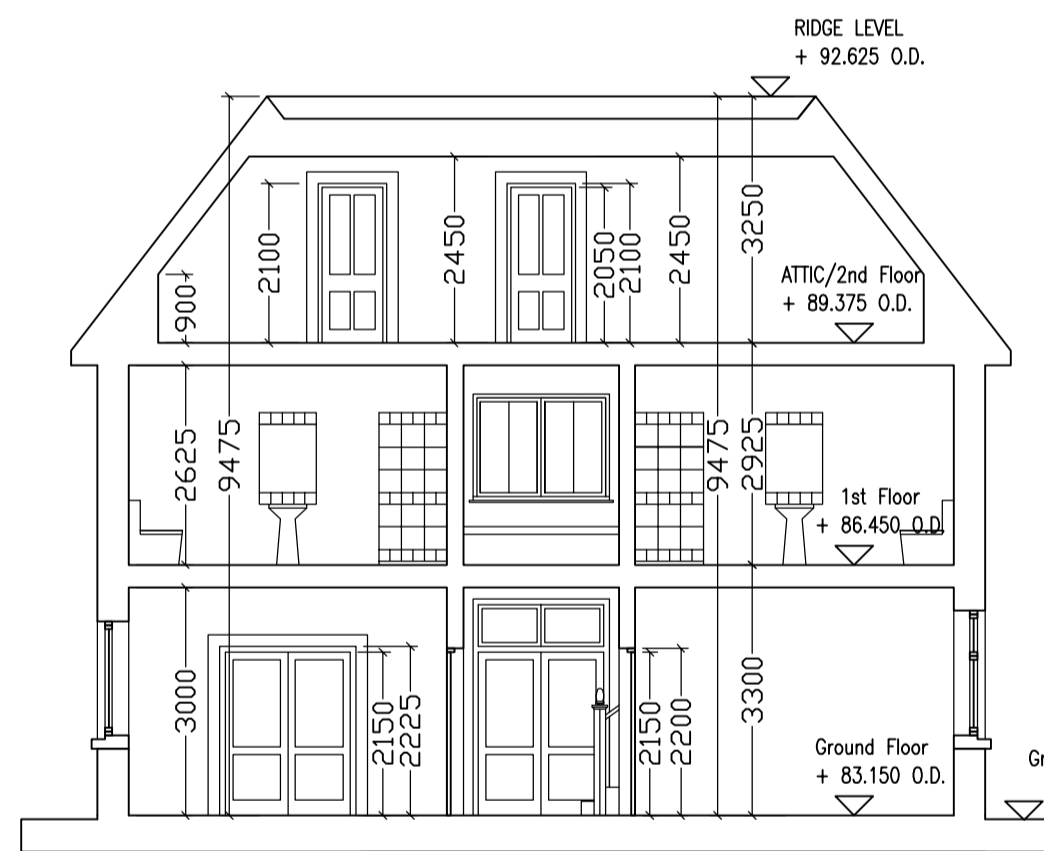 RIDGE LEVEL
+ 92.625 O.D.
2100
2450
2050
2100
2450
3250
900
ATTIC/2nd Floor
+ 89.375 O.D.
2625
9475
9475
2925
1st Floor
+ 86.450 O.D
3000
2150
2225
2150
2200
3300
Ground Floor
+ 83.150 O.D.
Gr